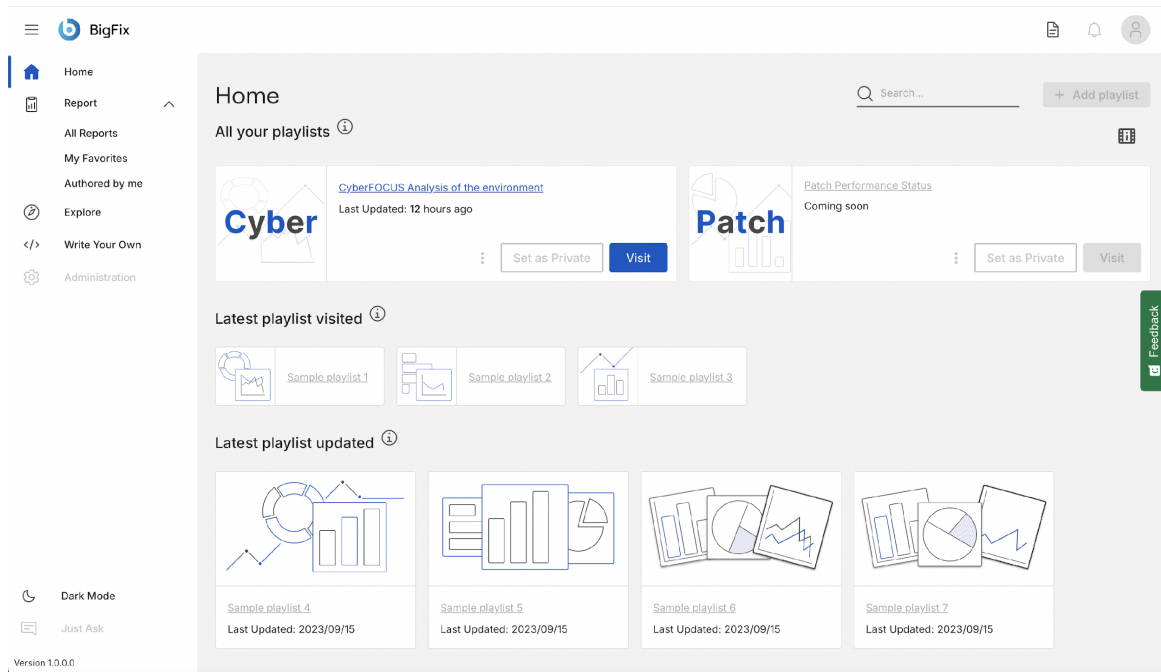 BigFix
Home
Report
All Reports
My Favorites
Authored by me
Explore
Write Your Own
Administration
Dark Mode
Just Ask
Version 1.0.0.0
Home
Search...
+ Add playlist
All your playlists
Cyber
CyberFOCUS Analysis of the environment
Last Updated: 12 hours ago
Set as Private
Visit
Patch
Patch Performance Status
Coming soon
Set as Private
Visit
Feedback
Latest playlist visited
Sample playlist 1
Sample playlist 2
Sample playlist 3
Latest playlist updated
Sample playlist 4
Last Updated: 2023/09/15
Sample playlist 5
Last Updated: 2023/09/15
Sample playlist 6
Last Updated: 2023/09/15
Sample playlist 7
Last Updated: 2023/09/15